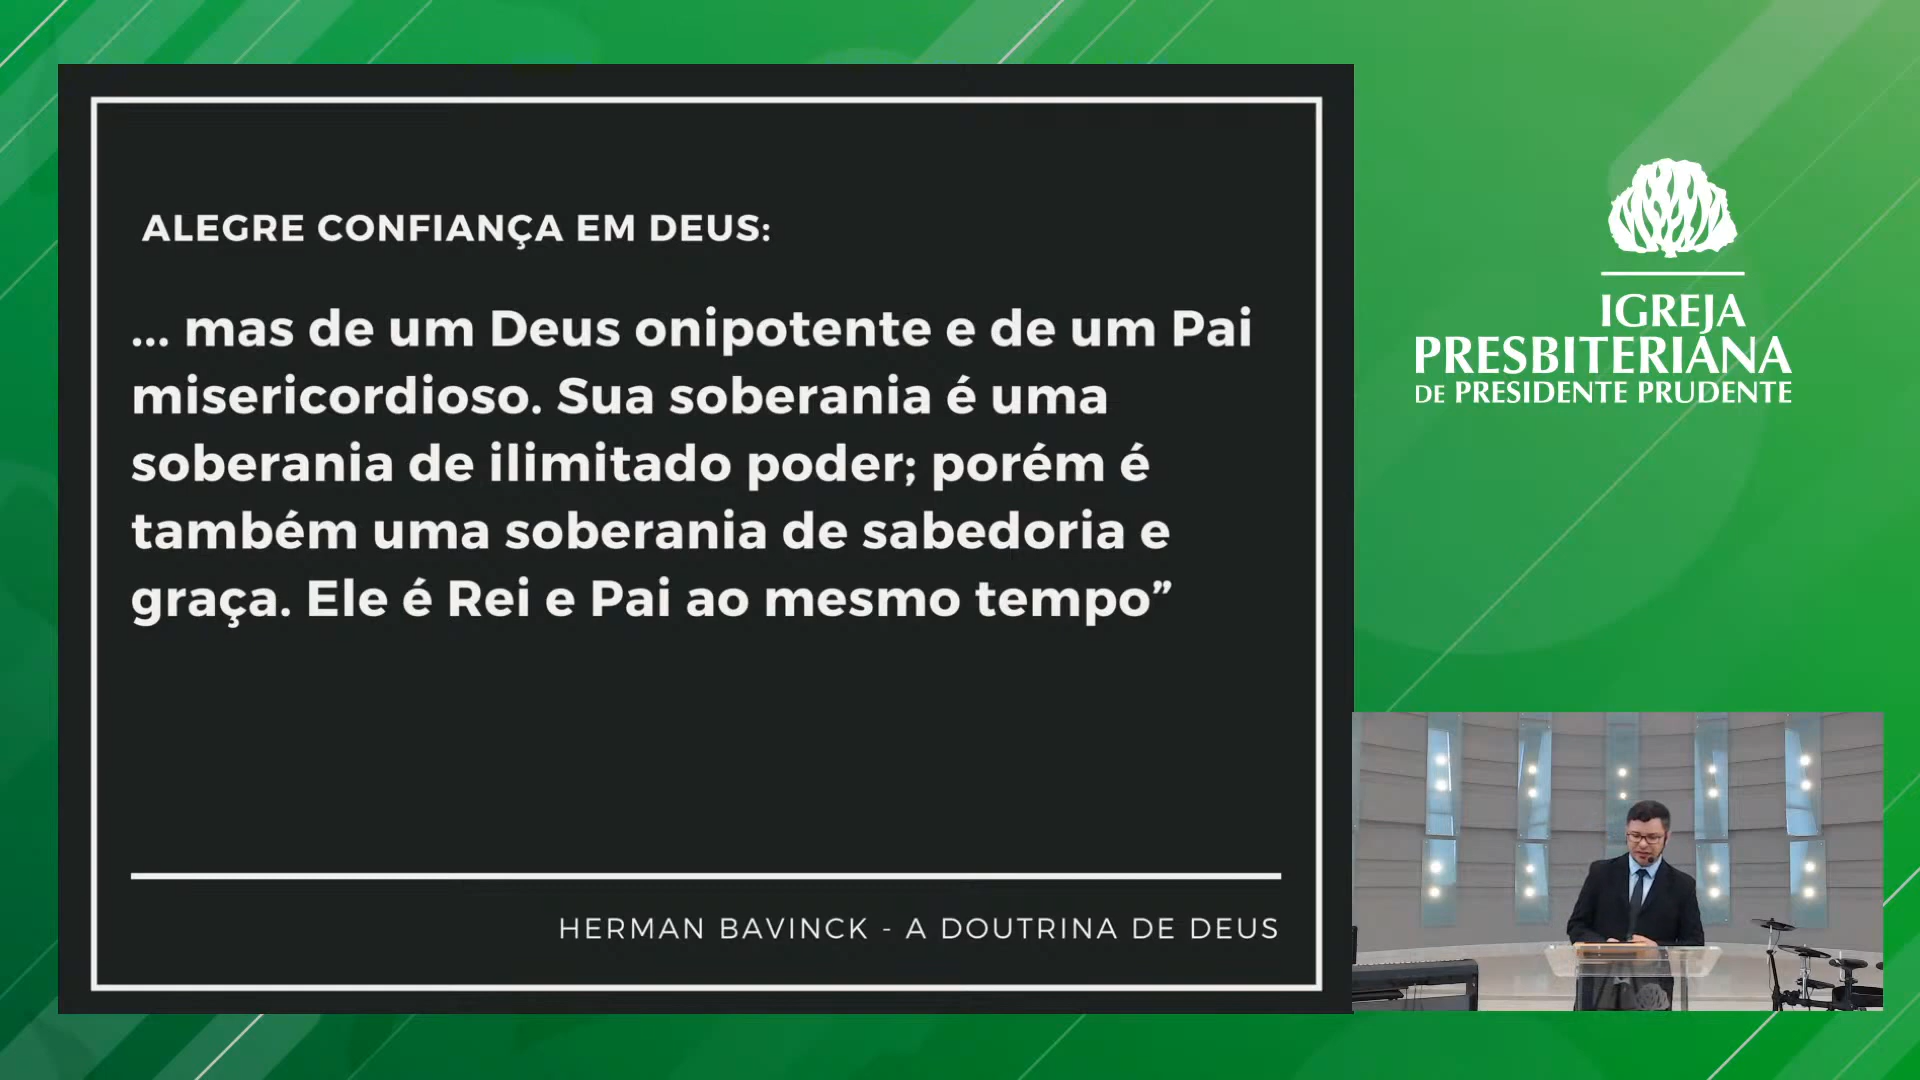 ALEGRE CONFIANÇA EM DEUS:
... mas de um Deus onipotente e de um Pai
misericordioso. Sua soberania é uma
soberania de ilimitado poder; porém é
também uma soberania de sabedoria e
graça. Ele é Rei e Pai ao mesmo tempo”
HERMAN BAVINCK - A DOUTRINA DE DEUS
IGREJA
PRESBITERIANA
DE PRESIDENTE PRUDENTE